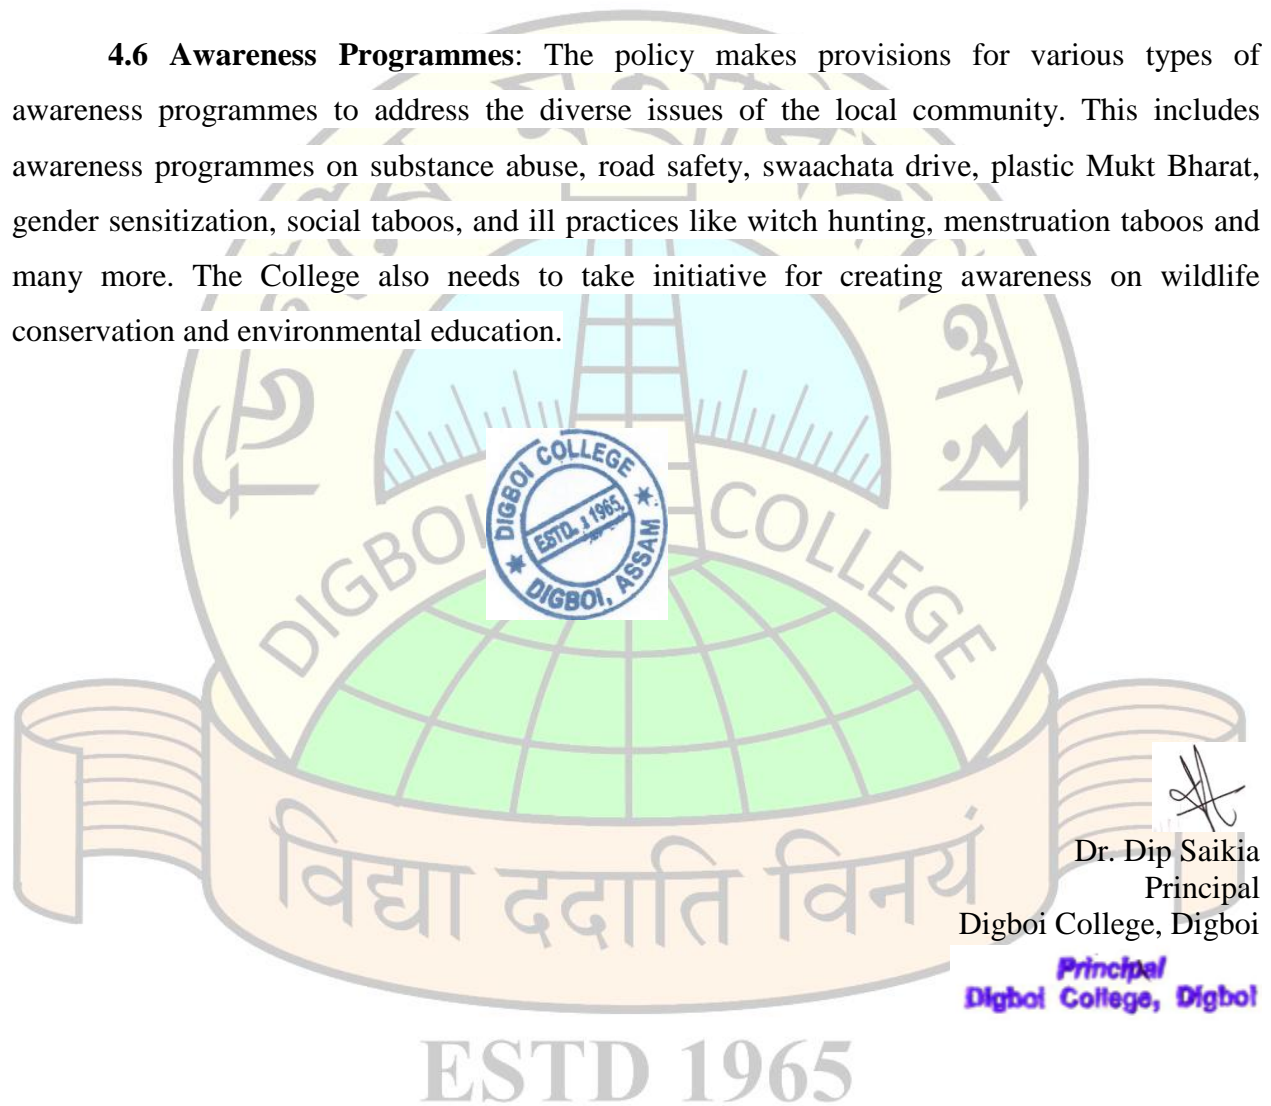 4.6 Awareness Programmes: The policy makes provisions for various types of
awareness programmes to address the diverse issues of the local community. This includes
awareness programmes on substance abuse, road safety, swaachata drive, plastic Mukt Bharat,
gender sensitization, social taboos, and ill practices like witch hunting, menstruation taboos and
many more. The College also needs to take initiative for creating awareness on wildlife
conservation and environmental education.
DIGBOI COLLEGE
ESTD. 1965
DIGBOI, ASSAM
DIGBOI COLLEGE
Dr. Dip Saikia
Principal
Digboi College, Digboi
Principal
Digboi College, Digboi
विद्या ददाति विनयं
ESTD 1965